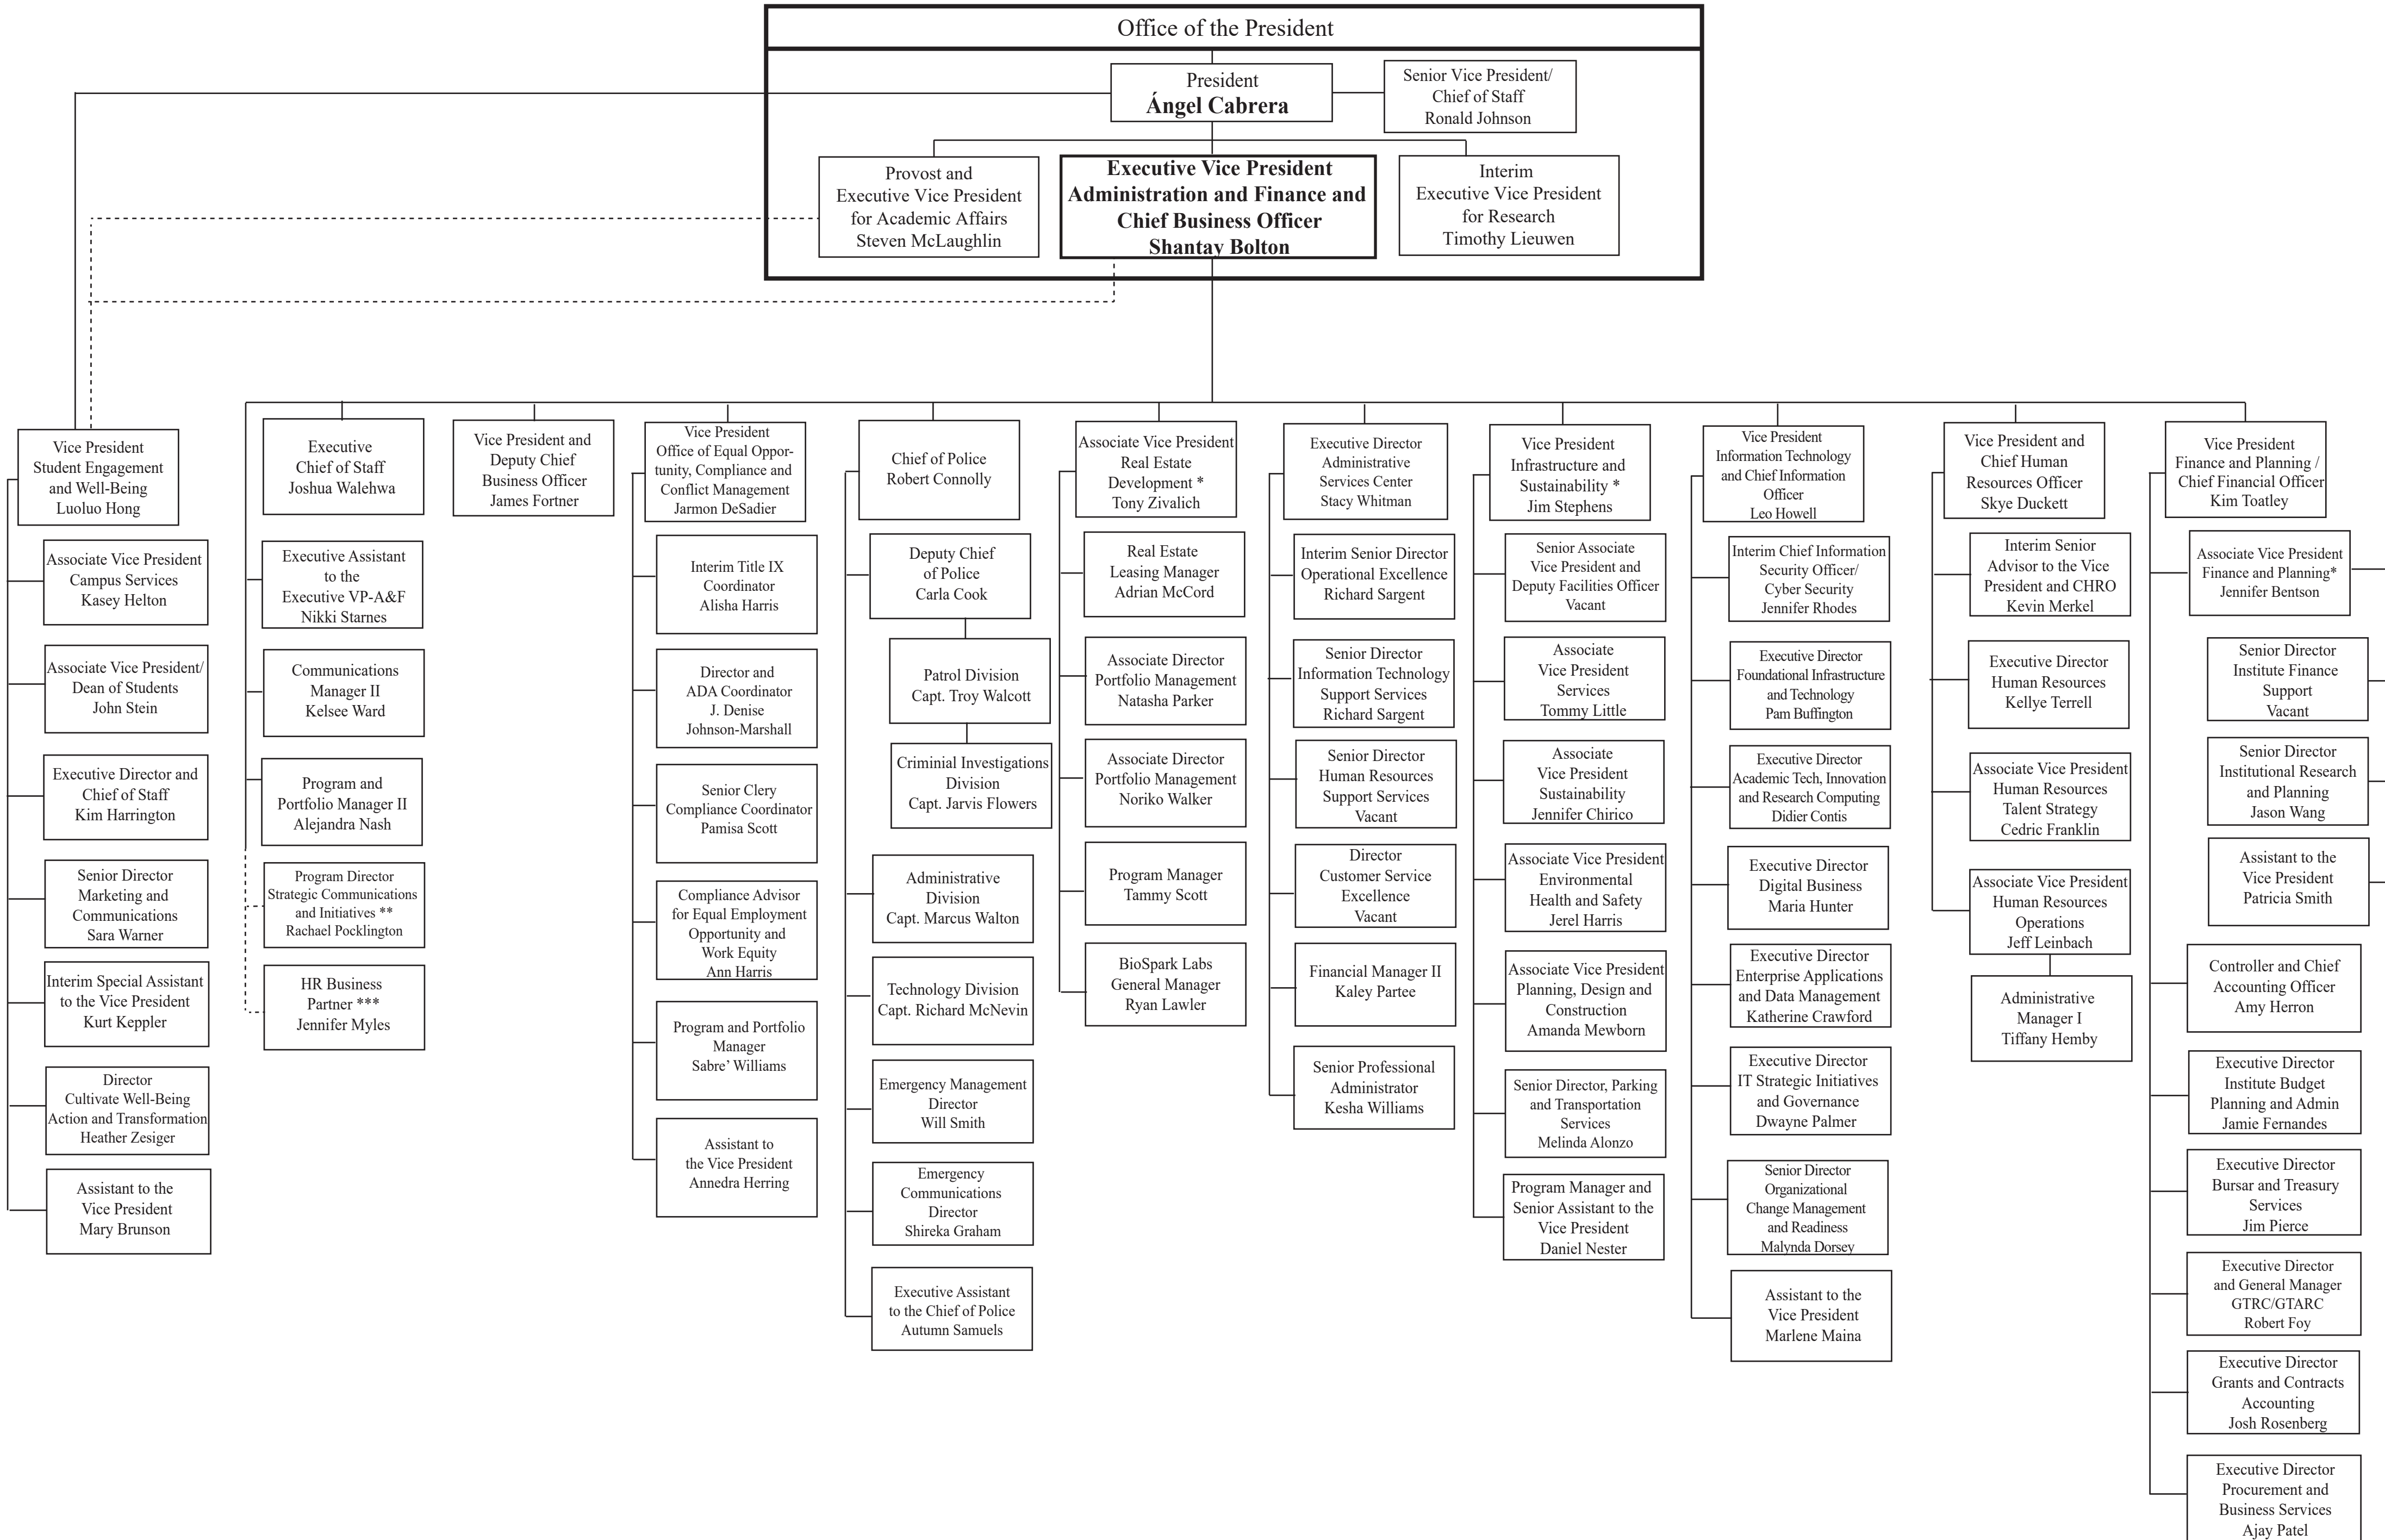 Office of the President
President
Ángel Cabrera
Senior Vice President/
Chief of Staff
Ronald Johnson
Provost and
Executive Vice President
for Academic Affairs
Steven McLaughlin
Executive Vice President
Administration and Finance and
Chief Business Officer
Shantay Bolton
Interim
Executive Vice President
for Research
Timothy Lieuwen
Vice President
Student Engagement
and Well-Being
Luoluo Hong
Associate Vice President
Campus Services
Kasey Helton
Associate Vice President/
Dean of Students
John Stein
Executive Director and
Chief of Staff
Kim Harrington
Senior Director
Marketing and
Communications
Sara Warner
Interim Special Assistant
to the Vice President
Kurt Keppler
Director
Cultivate Well-Being
Action and Transformation
Heather Zesiger
Assistant to the
Vice President
Mary Brunson
Executive
Chief of Staff
Joshua Walehwa
Executive Assistant
to the
Executive VP-A&F
Nikki Starnes
Communications
Manager II
Kelsee Ward
Program and
Portfolio Manager II
Alejandra Nash
Program Director
Strategic Communications
and Initiatives **
Rachael Pocklington
HR Business
Partner ***
Jennifer Myles
Vice President and
Deputy Chief
Business Officer
James Fortner
Vice President
Office of Equal Oppor-
tunity, Compliance and
Conflict Management
Jarmon DeSadier
Interim Title IX
Coordinator
Alisha Harris
Director and
ADA Coordinator
J. Denise
Johnson-Marshall
Senior Clery
Compliance Coordinator
Pamisa Scott
Compliance Advisor
for Equal Employment
Opportunity and
Work Equity
Ann Harris
Program and Portfolio
Manager
Sabre’ Williams
Assistant to
the Vice President
Annedra Herring
Chief of Police
Robert Connolly
Deputy Chief
of Police
Carla Cook
Patrol Division
Capt. Troy Walcott
Criminial Investigations
Division
Capt. Jarvis Flowers
Administrative
Division
Capt. Marcus Walton
Technology Division
Capt. Richard McNevin
Emergency Management
Director
Will Smith
Emergency
Communications
Director
Shireka Graham
Executive Assistant
to the Chief of Police
Autumn Samuels
Associate Vice President
Real Estate
Development *
Tony Zivalich
Real Estate
Leasing Manager
Adrian McCord
Associate Director
Portfolio Management
Natasha Parker
Associate Director
Portfolio Management
Noriko Walker
Program Manager
Tammy Scott
BioSpark Labs
General Manager
Ryan Lawler
Executive Director
Administrative
Services Center
Stacy Whitman
Interim Senior Director
Operational Excellence
Richard Sargent
Senior Director
Information Technology
Support Services
Richard Sargent
Senior Director
Human Resources
Support Services
Vacant
Director
Customer Service
Excellence
Vacant
Financial Manager II
Kaley Partee
Senior Professional
Administrator
Kesha Williams
Vice President
Infrastructure and
Sustainability *
Jim Stephens
Senior Associate
Vice President and
Deputy Facilities Officer
Vacant
Associate
Vice President
Services
Tommy Little
Associate
Vice President
Sustainability
Jennifer Chirico
Associate Vice President
Environmental
Health and Safety
Jerel Harris
Associate Vice President
Planning, Design and
Construction
Amanda Mewborn
Senior Director, Parking
and Transportation
Services
Melinda Alonzo
Program Manager and
Senior Assistant to the
Vice President
Daniel Nester
Vice President
Information Technology
and Chief Information
Officer
Leo Howell
Interim Chief Information
Security Officer/
Cyber Security
Jennifer Rhodes
Executive Director
Foundational Infrastructure
and Technology
Pam Buffington
Executive Director
Academic Tech, Innovation
and Research Computing
Didier Contis
Executive Director
Digital Business
Maria Hunter
Executive Director
Enterprise Applications
and Data Management
Katherine Crawford
Executive Director
IT Strategic Initiatives
and Governance
Dwayne Palmer
Senior Director
Organizational
Change Management
and Readiness
Malynda Dorsey
Assistant to the
Vice President
Marlene Maina
Vice President and
Chief Human
Resources Officer
Skye Duckett
Interim Senior
Advisor to the Vice
President and CHRO
Kevin Merkel
Executive Director
Human Resources
Kellye Terrell
Associate Vice President
Human Resources
Talent Strategy
Cedric Franklin
Associate Vice President
Human Resources
Operations
Jeff Leinbach
Administrative
Manager I
Tiffany Hemby
Vice President
Finance and Planning /
Chief Financial Officer
Kim Toatley
Associate Vice President
Finance and Planning*
Jennifer Bentson
Senior Director
Institute Finance
Support
Vacant
Senior Director
Institutional Research
and Planning
Jason Wang
Assistant to the
Vice President
Patricia Smith
Controller and Chief
Accounting Officer
Amy Herron
Executive Director
Institute Budget
Planning and Admin
Jamie Fernandes
Executive Director
Bursar and Treasury
Services
Jim Pierce
Executive Director
and General Manager
GTRC/GTARC
Robert Foy
Executive Director
Grants and Contracts
Accounting
Josh Rosenberg
Executive Director
Procurement and
Business Services
Ajay Patel